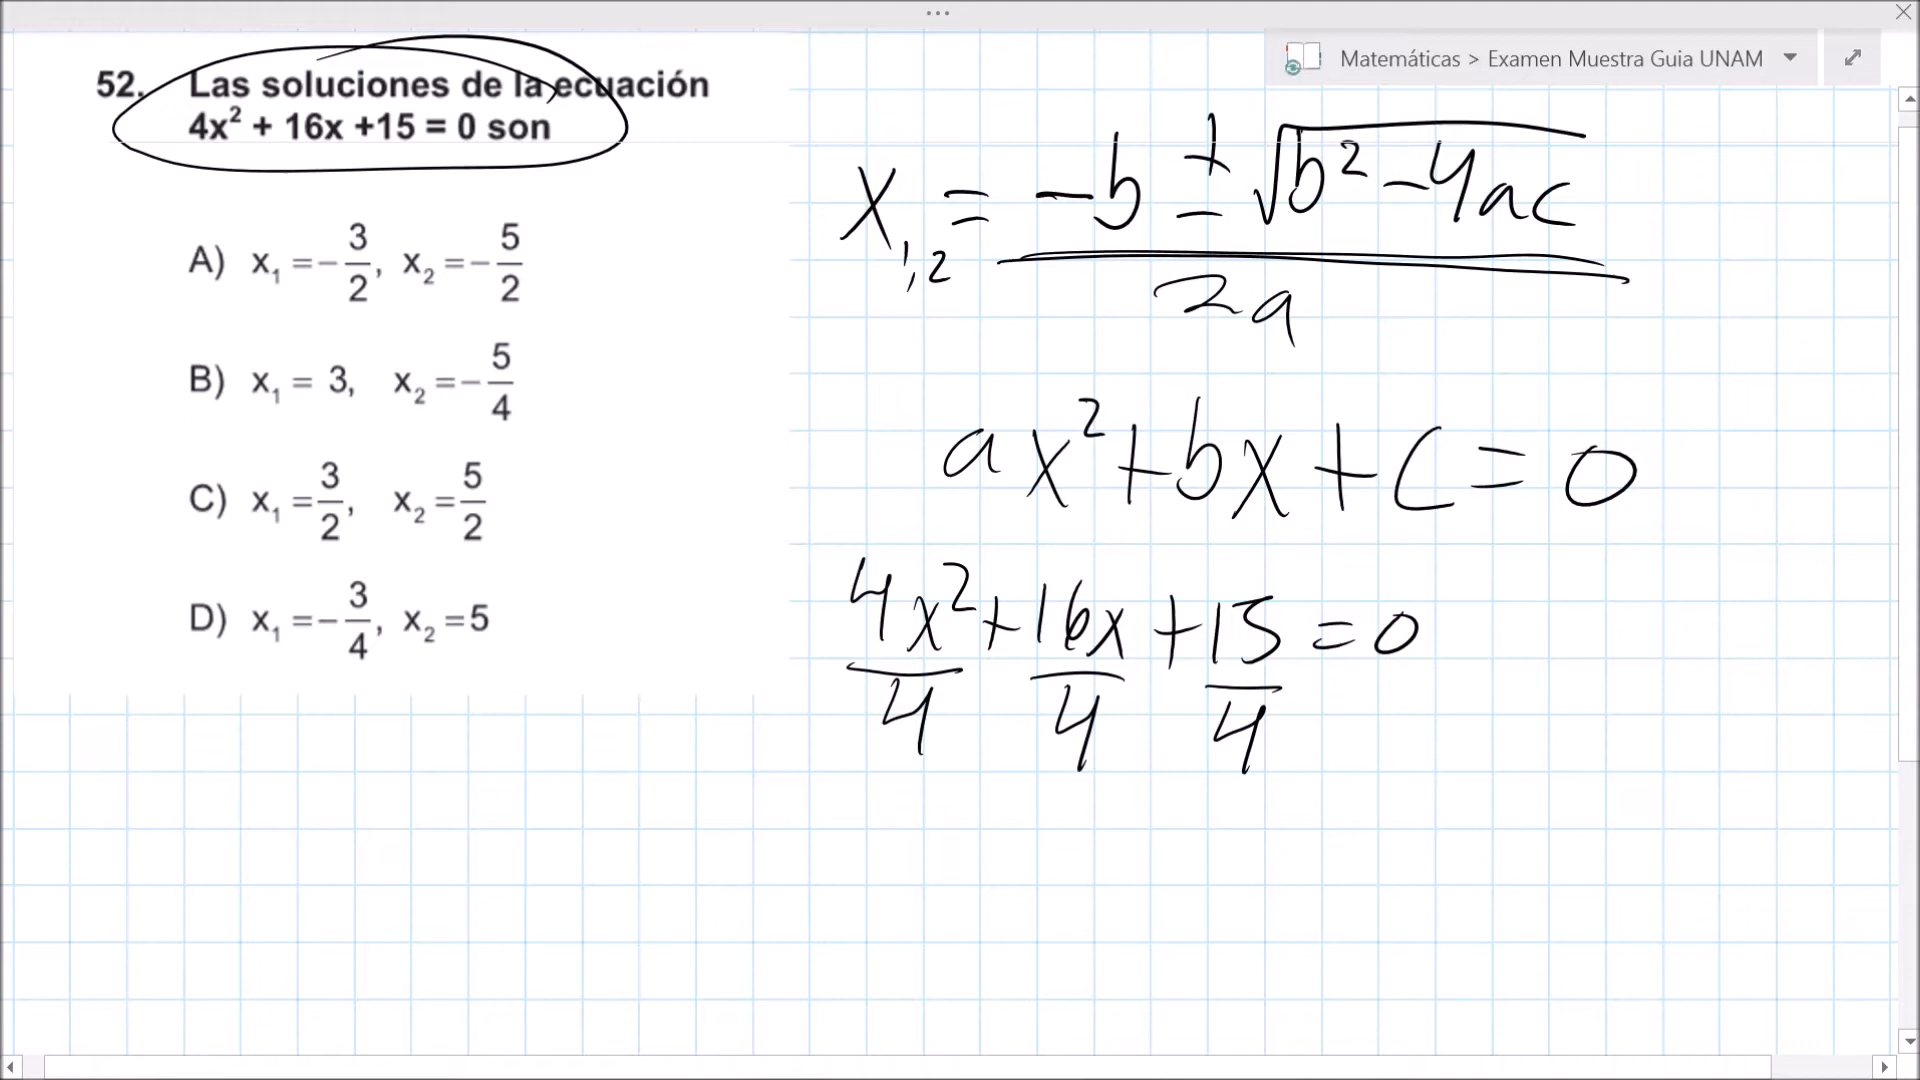 Matemáticas > Examen Muestra Guia UNAM
52. Las soluciones de la ecuación
4x² + 16x +15 = 0 son
A) x₁ =-3/2, x₂ =-5/2
B) x₁ = 3, x₂ =-5/4
C) x₁ =3/2, x₂ =5/2
D) x₁ =-3/4, x₂ =5
x₁,₂ = (-b ± √(b² - 4ac))/2a
ax² + bx + c = 0
4x²/4 + 16x/4 + 15/4 = 0